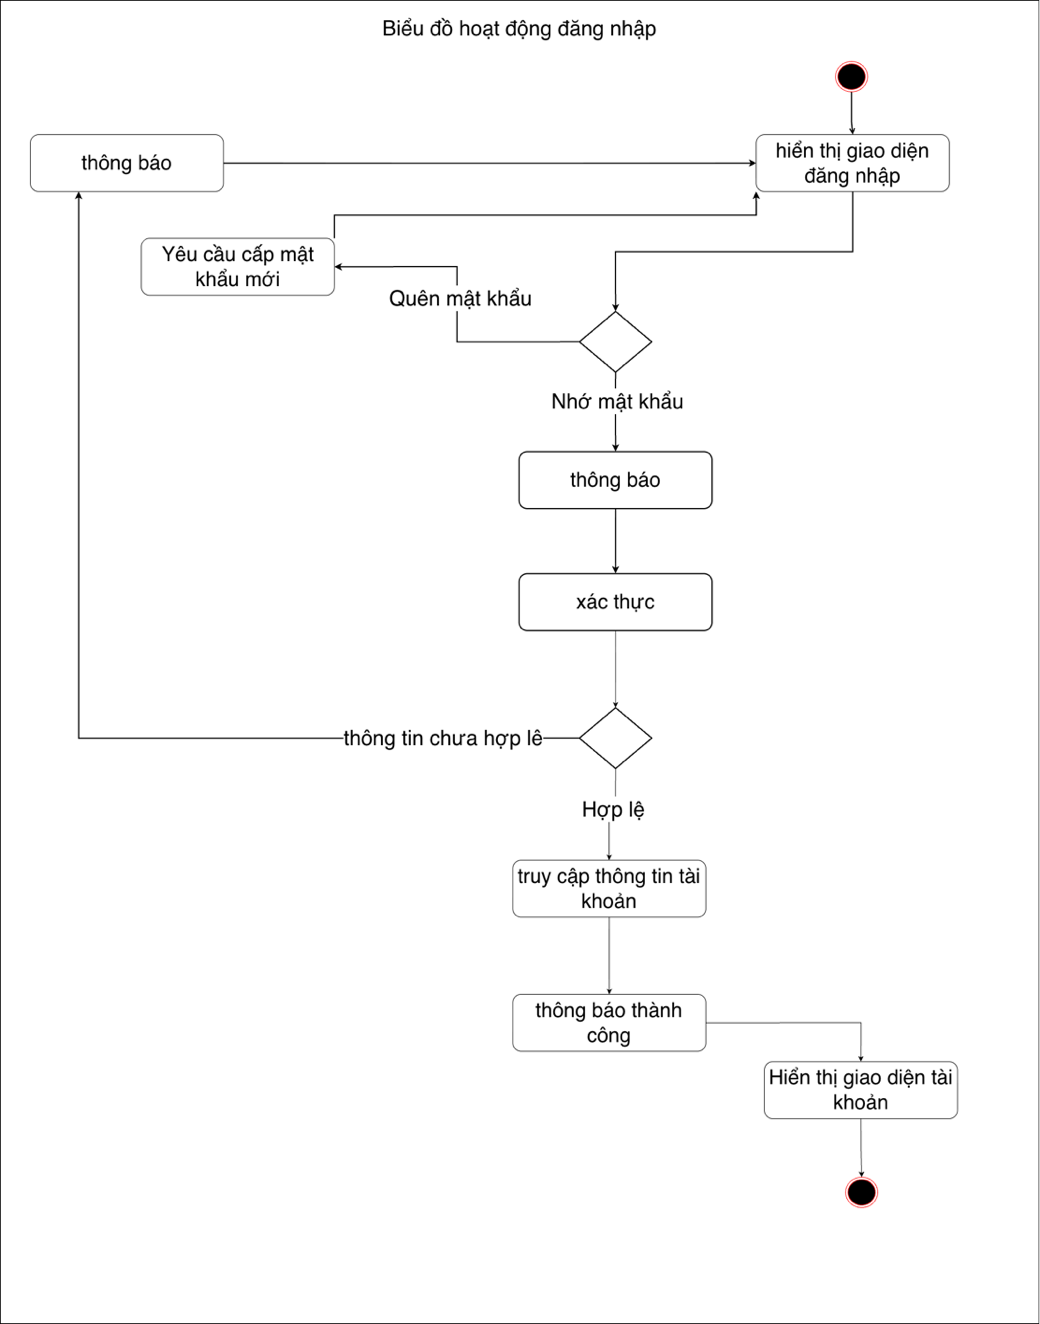 Biểu đồ hoạt động đăng nhập
thông báo
hiển thị giao diện
đăng nhập
Yêu cầu cấp mật
khẩu mới
Quên mật khẩu
Nhớ mật khẩu
thông báo
xác thực
thông tin chưa hợp lê
Hợp lệ
truy cập thông tin tài
khoản
thông báo thành
công
Hiển thị giao diện tài
khoản